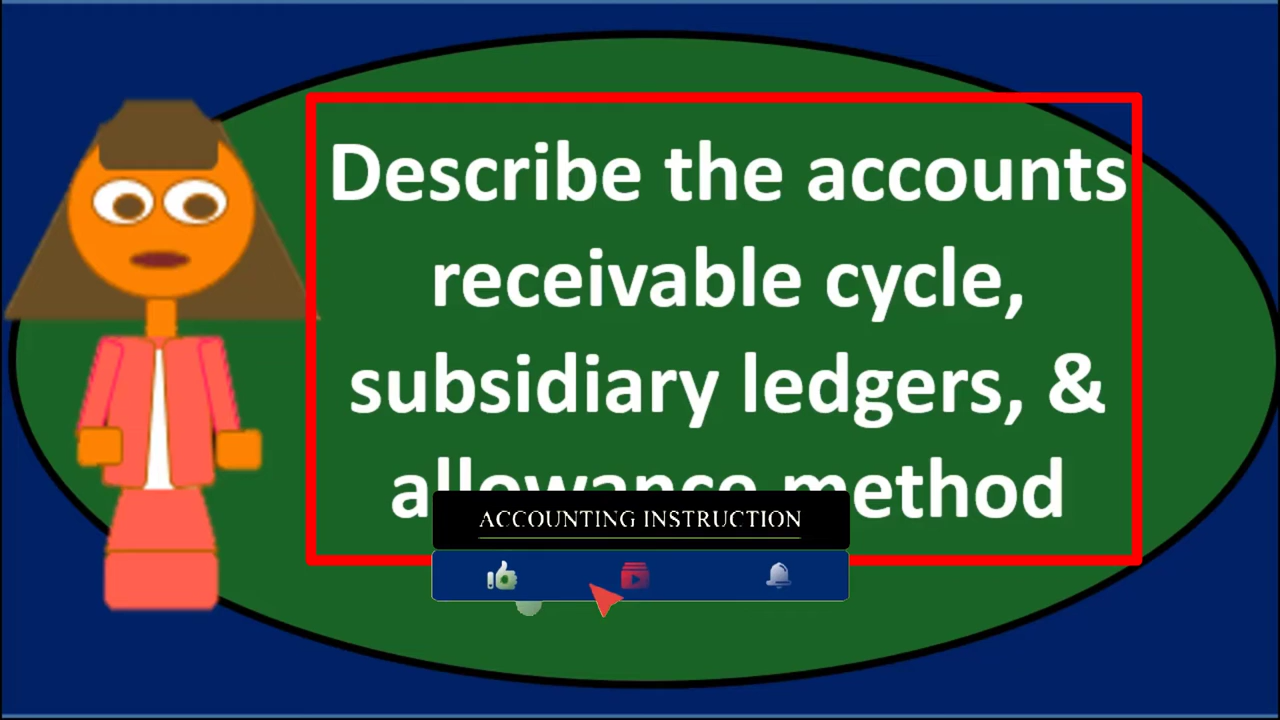 Describe the accounts
receivable cycle,
subsidiary ledgers, &
allowance method
ACCOUNTING INSTRUCTION